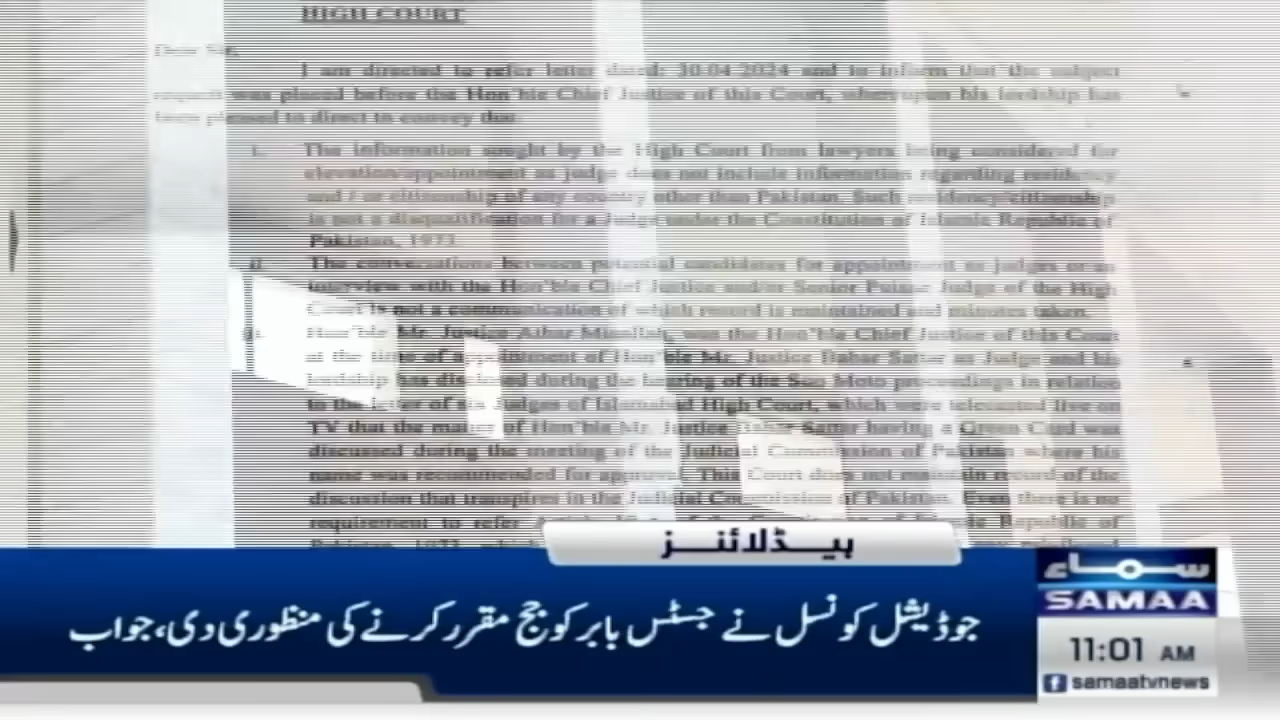 HIGH COURT
Dear Sir,
I am directed to refer letter dated: 30.04.2024 and to inform that the subject
request was placed before the Hon'ble Chief Justice of this Court, whereupon his lordship has
been pleased to direct to convey that:
i. The information sought by the High Court from lawyers being considered for
elevation/appointment as judge does not include information regarding residency
and / or citizenship of any country other than Pakistan. Such residency/citizenship
is not a disqualification for a Judge under the Constitution of Islamic Republic of
Pakistan, 1973.
ii. The conversations between potential candidates for appointment as judges or an
interview with the Hon'ble Chief Justice and/or Senior Puisne Judge of the High
Court is not a communication of which record is maintained and minutes taken.
Hon'ble Mr. Justice Athar Minallah, was the Hon'ble Chief Justice of this Court
at the time of appointment of Hon'ble Mr. Justice Babar Sattar as Judge and his
lordship has disclosed during the hearing of the Suo Moto proceedings in relation
to the letter of six Judges of Islamabad High Court, which were telecasted live on
TV that the matter of Hon'ble Mr. Justice Babar Sattar having a Green Card was
discussed during the meeting of the Judicial Commission of Pakistan where his
name was recommended for approval. This Court does not maintain record of the
discussion that transpires in the Judicial Commission of Pakistan. Even there is no
requirement to refer of Republic of
Pakistan, 1973, which
ہیڈلائنز
جوڈیشل کونسل نے جسٹس بابر کو جج مقرر کرنے کی منظوری دی، جواب
سماء
SAMAA
11:01 AM
samaatvnews